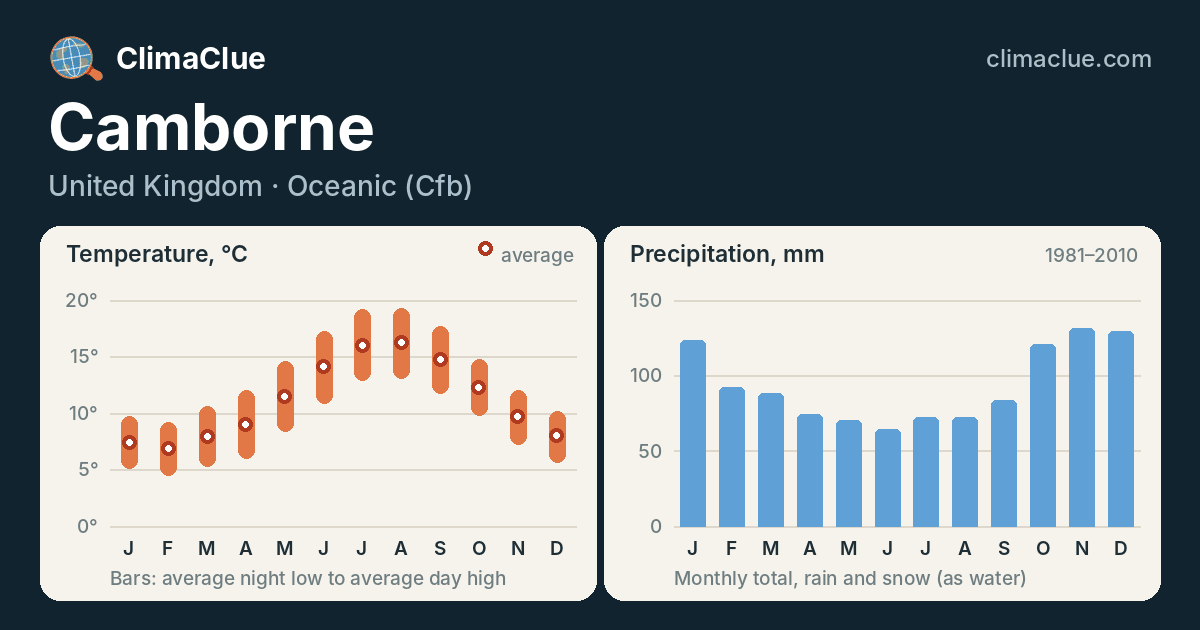 ClimaClue
climaclue.com
Camborne
United Kingdom · Oceanic (Cfb)
Temperature, °C
average
20°
15°
10°
5°
0°
J F M A M J J A S O N D
Bars: average night low to average day high
Precipitation, mm
1981–2010
150
100
50
0
J F M A M J J A S O N D
Monthly total, rain and snow (as water)